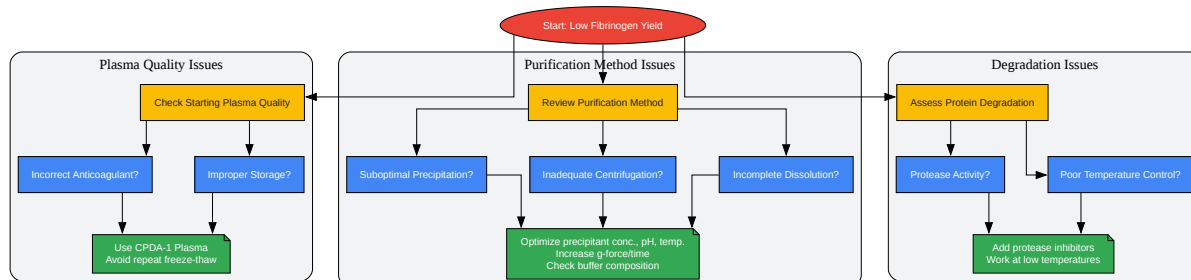 Start: Low Fibrinogen Yield
Plasma Quality Issues
Purification Method Issues
Degradation Issues
Check Starting Plasma Quality
Review Purification Method
Assess Protein Degradation
Incorrect Anticoagulant?
Improper Storage?
Suboptimal Precipitation?
Inadequate Centrifugation?
Incomplete Dissolution?
Protease Activity?
Poor Temperature Control?
Use CPDA-1 Plasma
Avoid repeat freeze-thaw
Optimize precipitant conc., pH, temp.
Increase g-force/time
Check buffer composition
Add protease inhibitors
Work at low temperatures